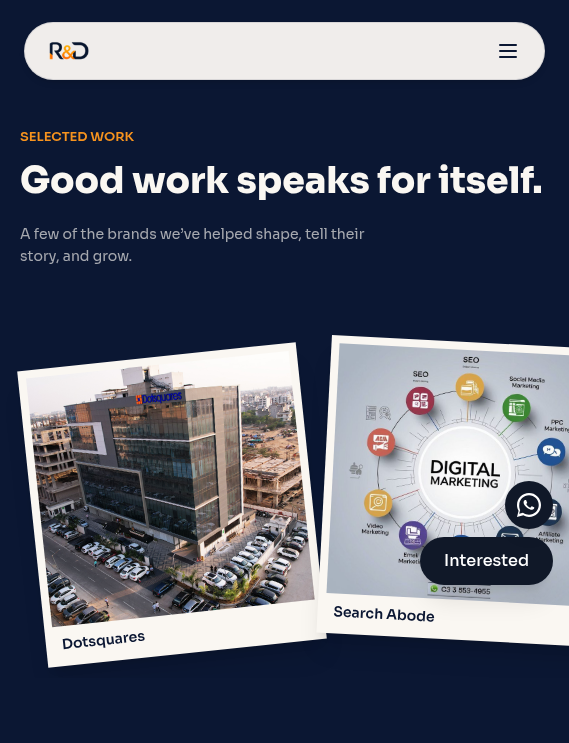 R&D
SELECTED WORK
Good work speaks for itself.
A few of the brands we’ve helped shape, tell their
story, and grow.
Dotsquares
SEO
SEO
Social Media
Marketing
PPC
Marketing
DIGITAL
MARKETING
Video
Marketing
Email
Affiliate
Interested
Dotsquares
Search Abode